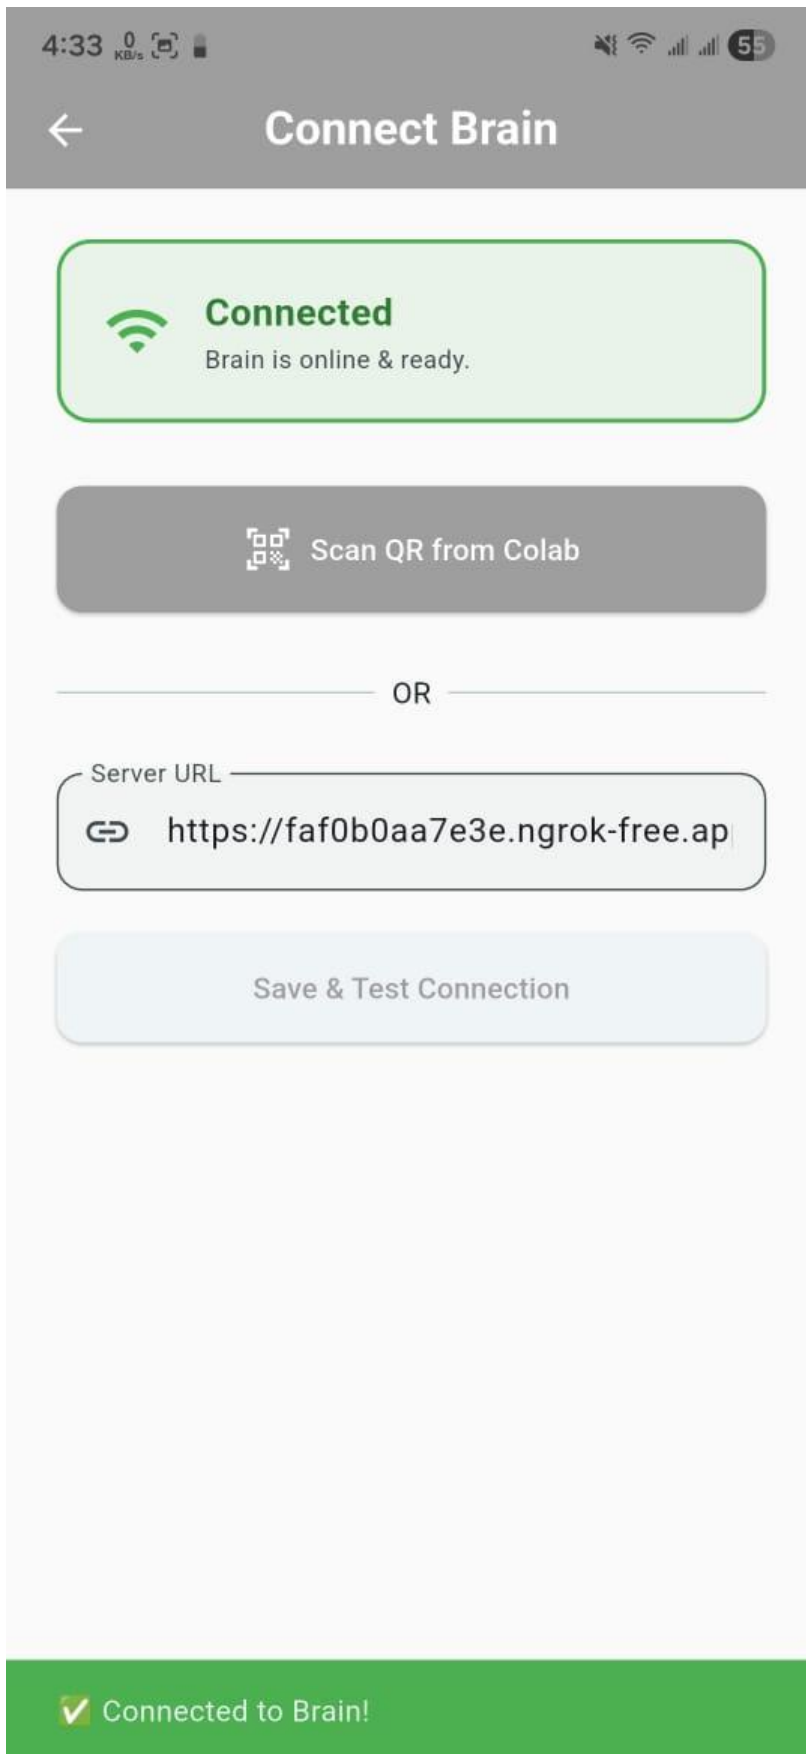 4:33 0 KB/s 55
Connect Brain
Connected
Brain is online & ready.
Scan QR from Colab
OR
Server URL
https://faf0b0aa7e3e.ngrok-free.ap
Save & Test Connection
✅ Connected to Brain!